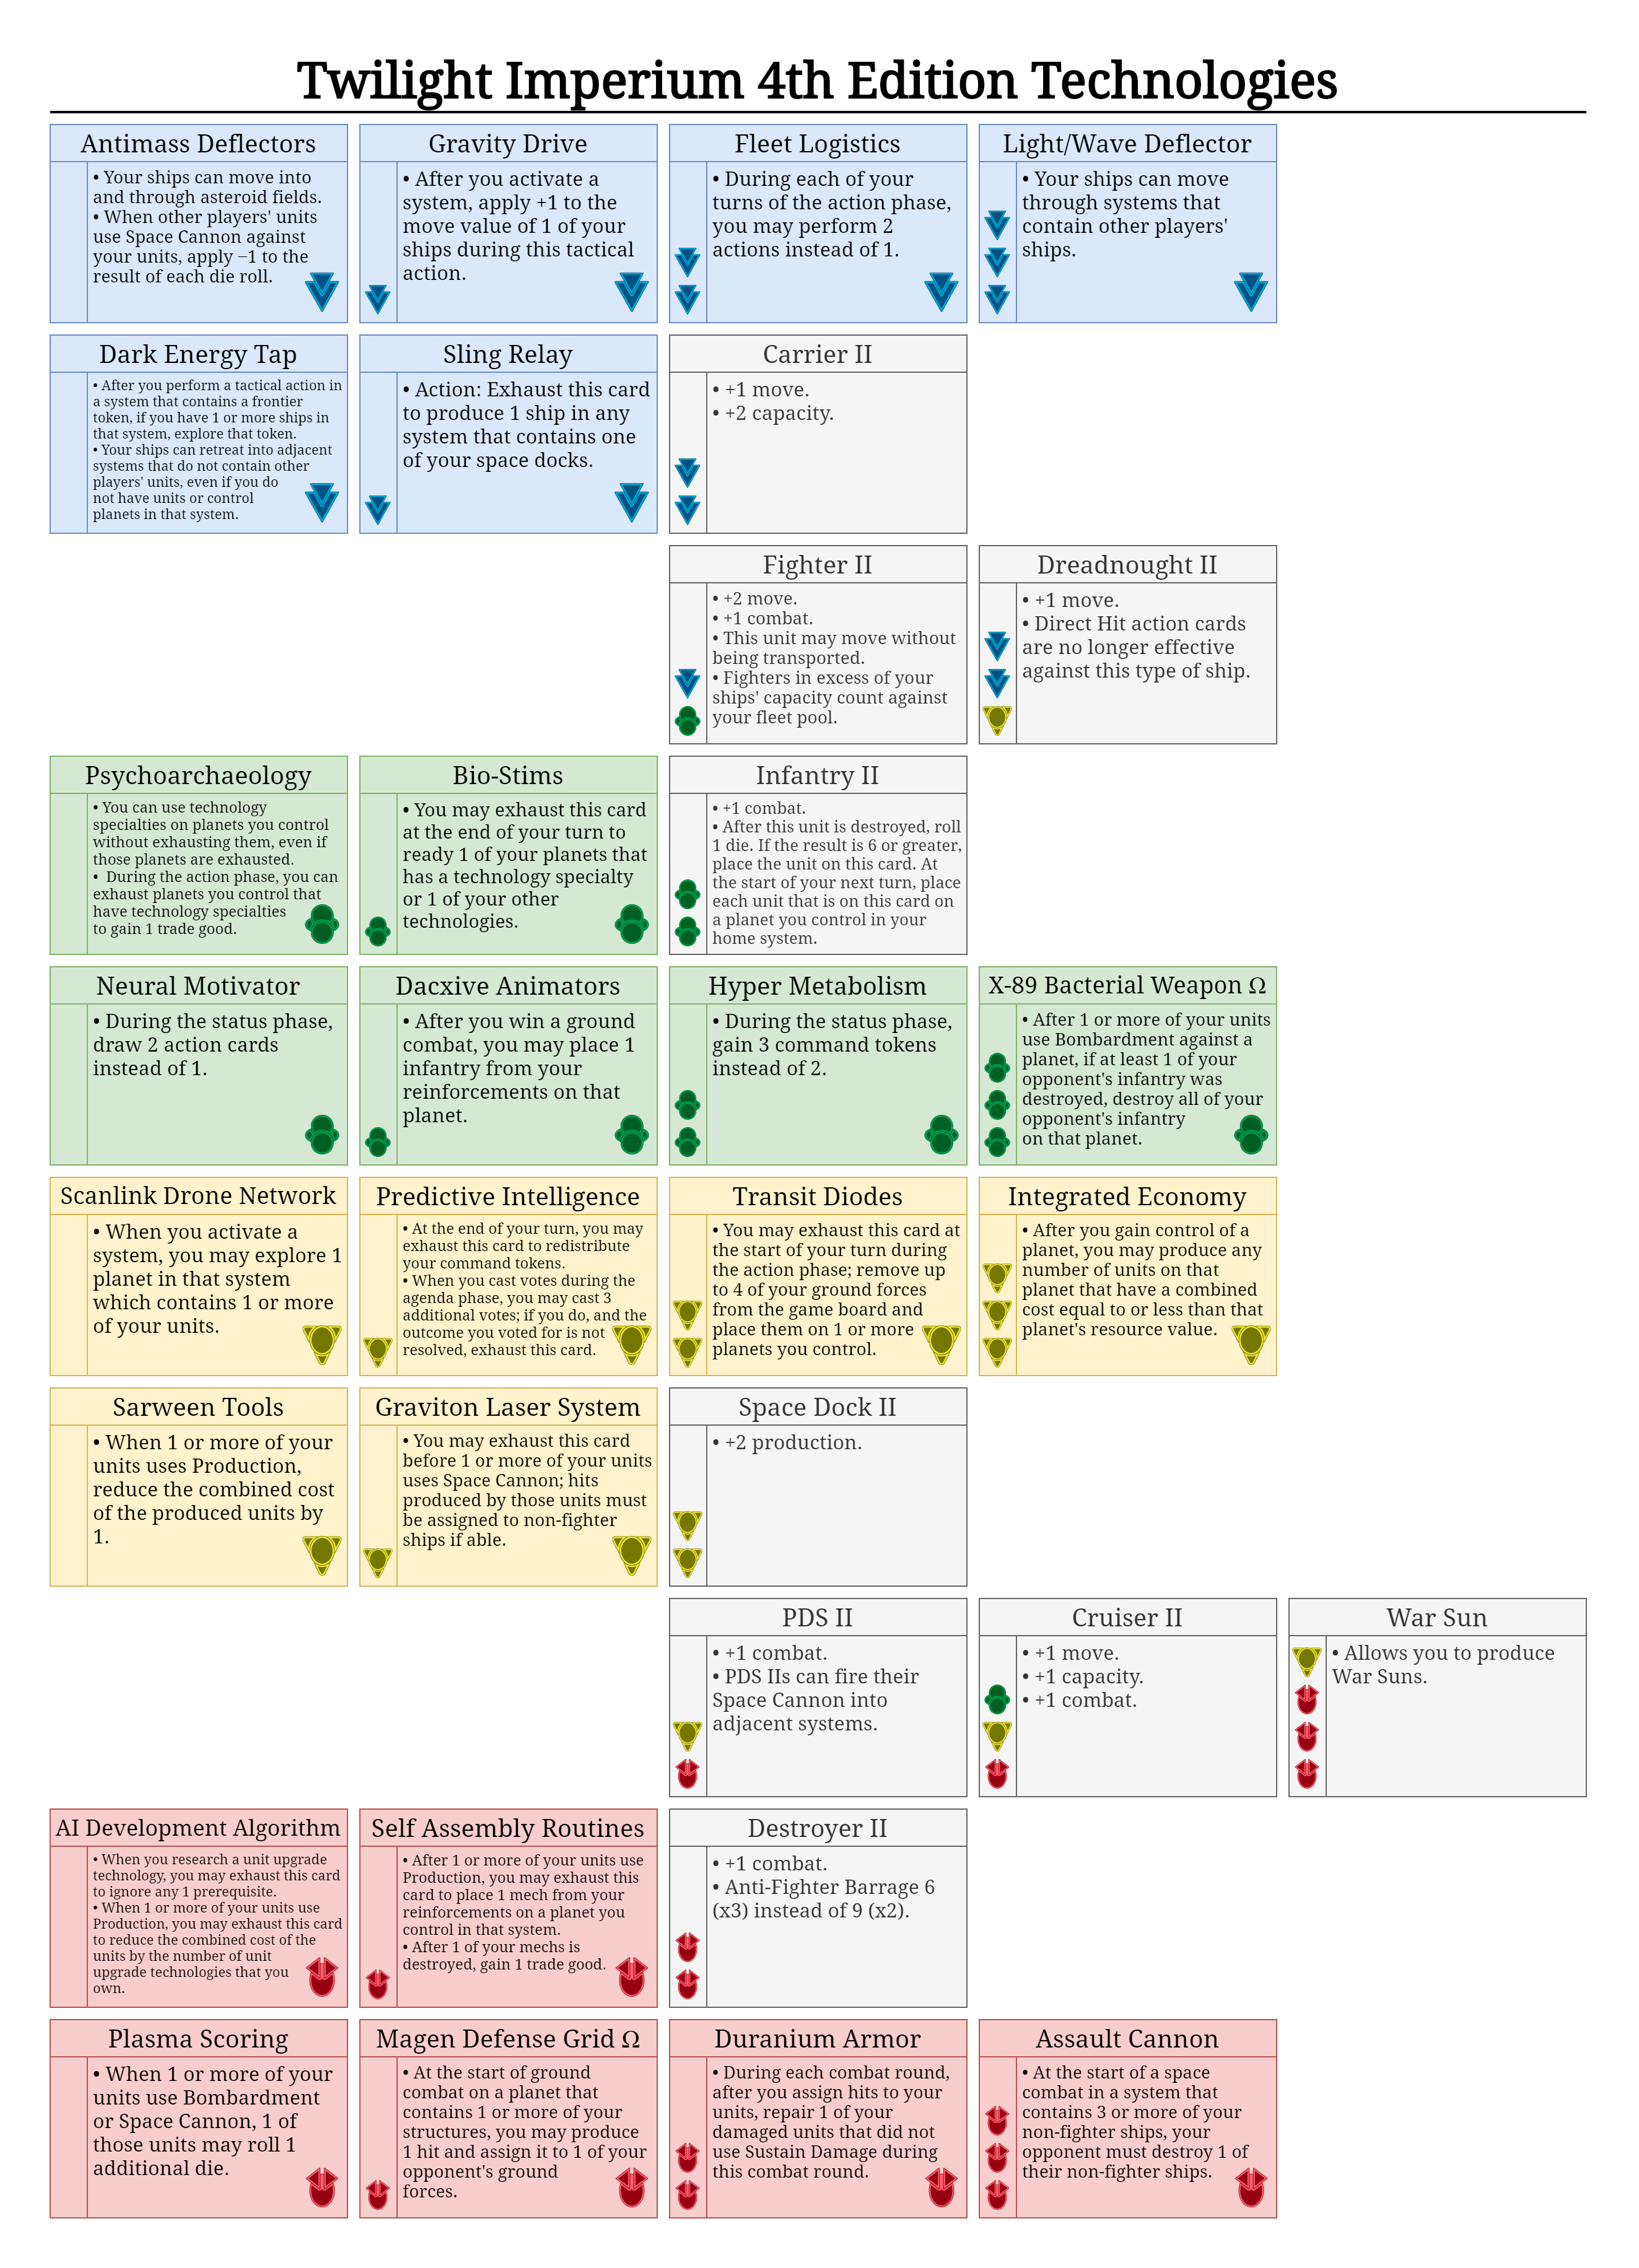 Twilight Imperium 4th Edition Technologies
Antimass Deflectors
• Your ships can move into
and through asteroid fields.
• When other players' units
use Space Cannon against
your units, apply −1 to the
result of each die roll.
Gravity Drive
• After you activate a
system, apply +1 to the
move value of 1 of your
ships during this tactical
action.
Fleet Logistics
• During each of your
turns of the action phase,
you may perform 2
actions instead of 1.
Light/Wave Deflector
• Your ships can move
through systems that
contain other players'
ships.
Dark Energy Tap
• After you perform a tactical action in
a system that contains a frontier
token, if you have 1 or more ships in
that system, explore that token.
• Your ships can retreat into adjacent
systems that do not contain other
players' units, even if you do
not have units or control
planets in that system.
Sling Relay
• Action: Exhaust this card
to produce 1 ship in any
system that contains one
of your space docks.
Carrier II
• +1 move.
• +2 capacity.
Fighter II
• +2 move.
• +1 combat.
• This unit may move without
being transported.
• Fighters in excess of your
ships' capacity count against
your fleet pool.
Dreadnought II
• +1 move.
• Direct Hit action cards
are no longer effective
against this type of ship.
Psychoarchaeology
• You can use technology
specialties on planets you control
without exhausting them, even if
those planets are exhausted.
• During the action phase, you can
exhaust planets you control that
have technology specialties
to gain 1 trade good.
Bio-Stims
• You may exhaust this card
at the end of your turn to
ready 1 of your planets that
has a technology specialty
or 1 of your other
technologies.
Infantry II
• +1 combat.
• After this unit is destroyed, roll
1 die. If the result is 6 or greater,
place the unit on this card. At
the start of your next turn, place
each unit that is on this card on
a planet you control in your
home system.
Neural Motivator
• During the status phase,
draw 2 action cards
instead of 1.
Dacxive Animators
• After you win a ground
combat, you may place 1
infantry from your
reinforcements on that
planet.
Hyper Metabolism
• During the status phase,
gain 3 command tokens
instead of 2.
X-89 Bacterial Weapon Ω
• After 1 or more of your units
use Bombardment against a
planet, if at least 1 of your
opponent's infantry was
destroyed, destroy all of your
opponent's infantry
on that planet.
Scanlink Drone Network
• When you activate a
system, you may explore 1
planet in that system
which contains 1 or more
of your units.
Predictive Intelligence
• At the end of your turn, you may
exhaust this card to redistribute
your command tokens.
• When you cast votes during the
agenda phase, you may cast 3
additional votes; if you do, and the
outcome you voted for is not
resolved, exhaust this card.
Transit Diodes
• You may exhaust this card at
the start of your turn during
the action phase; remove up
to 4 of your ground forces
from the game board and
place them on 1 or more
planets you control.
Integrated Economy
• After you gain control of a
planet, you may produce any
number of units on that
planet that have a combined
cost equal to or less than that
planet's resource value.
Sarween Tools
• When 1 or more of your
units uses Production,
reduce the combined cost
of the produced units by
1.
Graviton Laser System
• You may exhaust this card
before 1 or more of your units
uses Space Cannon; hits
produced by those units must
be assigned to non-fighter
ships if able.
Space Dock II
• +2 production.
PDS II
• +1 combat.
• PDS IIs can fire their
Space Cannon into
adjacent systems.
Cruiser II
• +1 move.
• +1 capacity.
• +1 combat.
War Sun
• Allows you to produce
War Suns.
AI Development Algorithm
• When you research a unit upgrade
technology, you may exhaust this card
to ignore any 1 prerequisite.
• When 1 or more of your units use
Production, you may exhaust this card
to reduce the combined cost of the
units by the number of unit
upgrade technologies that you
own.
Self Assembly Routines
• After 1 or more of your units use
Production, you may exhaust this
card to place 1 mech from your
reinforcements on a planet you
control in that system.
• After 1 of your mechs is
destroyed, gain 1 trade good.
Destroyer II
• +1 combat.
• Anti-Fighter Barrage 6
(x3) instead of 9 (x2).
Plasma Scoring
• When 1 or more of your
units use Bombardment
or Space Cannon, 1 of
those units may roll 1
additional die.
Magen Defense Grid Ω
• At the start of ground
combat on a planet that
contains 1 or more of your
structures, you may produce
1 hit and assign it to 1 of your
opponent's ground
forces.
Duranium Armor
• During each combat round,
after you assign hits to your
units, repair 1 of your
damaged units that did not
use Sustain Damage during
this combat round.
Assault Cannon
• At the start of a space
combat in a system that
contains 3 or more of your
non-fighter ships, your
opponent must destroy 1 of
their non-fighter ships.